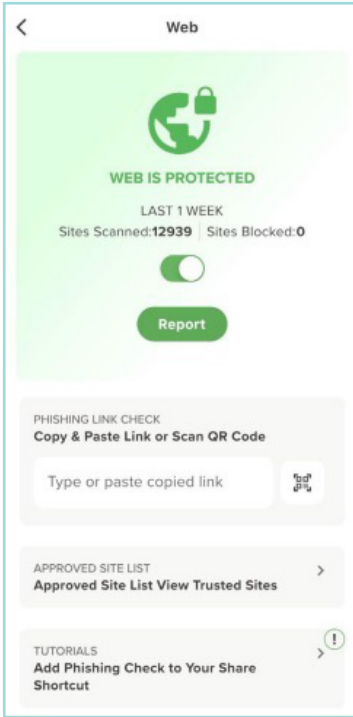 Web
WEB IS PROTECTED
LAST 1 WEEK
Sites Scanned:12939 Sites Blocked:0
Report
PHISHING LINK CHECK
Copy & Paste Link or Scan QR Code
Type or paste copied link
APPROVED SITE LIST
Approved Site List View Trusted Sites
TUTORIALS
Add Phishing Check to Your Share
Shortcut